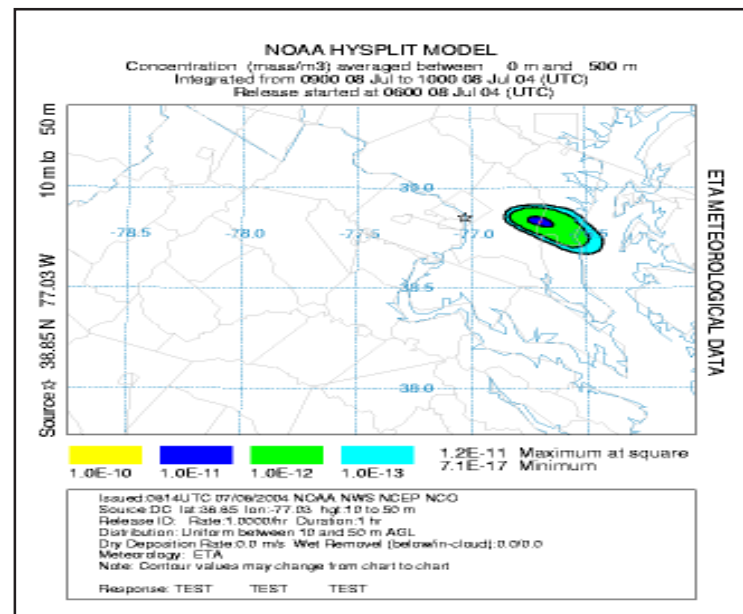 NOAA HYSPLIT MODEL
Concentration (mass/m3) averaged between 0 m and 500 m
Integrated from 0900 08 Jul to 1000 08 Jul 04 (UTC)
Release started at 0600 08 Jul 04 (UTC)
Source ☆ 38.85 N 77.03 W 10 m to 50 m
39.0
-78.5 -78.0 -77.5 -77.0
38.5
38.0
ETA METEOROLOGICAL DATA
1.0E-10 1.0E-11 1.0E-12 1.0E-13
1.2E-11 Maximum at square
7.1E-17 Minimum
Issued:0814UTC 07/08/2004 NOAA NWS NCEP NCO
Source:DC lat:38.85 lon:-77.03 hgt:10 to 50 m
Release ID: Rate:1.0000/hr Duration:1 hr
Distribution: Uniform between 10 and 50 m AGL
Dry Deposition Rate:0.0 m/s Wet Removel (below/in-cloud):0.0/0.0
Meteorology: ETA
Note: Contour values may change from chart to chart
Response: TEST TEST TEST